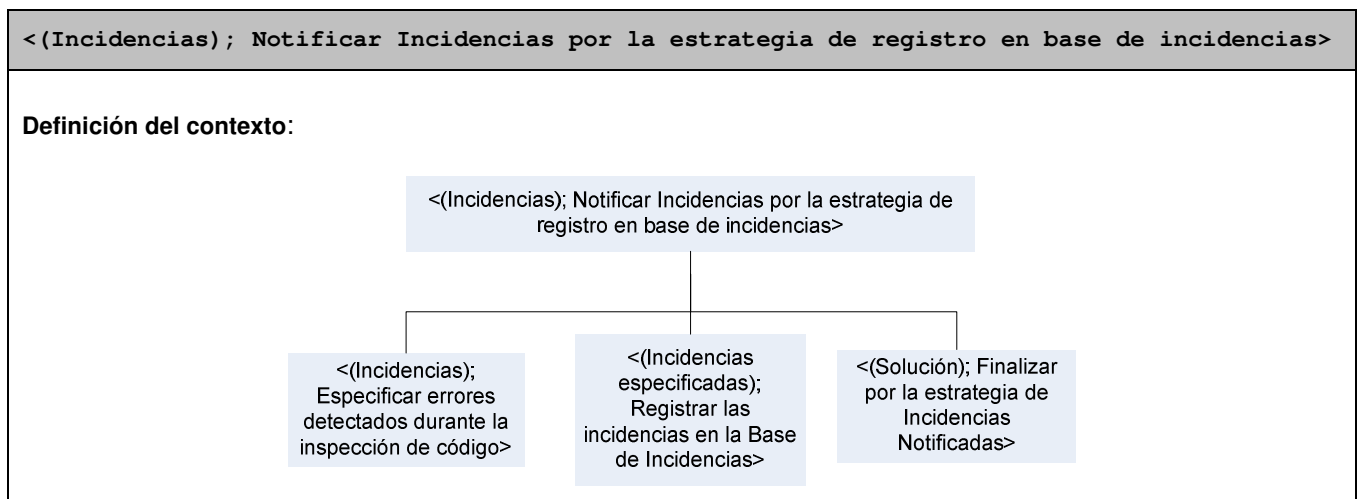 <(Incidencias); Notificar Incidencias por la estrategia de registro en base de incidencias>
Definición del contexto:
<(Incidencias); Notificar Incidencias por la estrategia de
registro en base de incidencias>
<(Incidencias);
Especificar errores
detectados durante la
inspección de código>
<(Incidencias
especificadas);
Registrar las
incidencias en la Base
de Incidencias>
<(Solución); Finalizar
por la estrategia de
Incidencias
Notificadas>